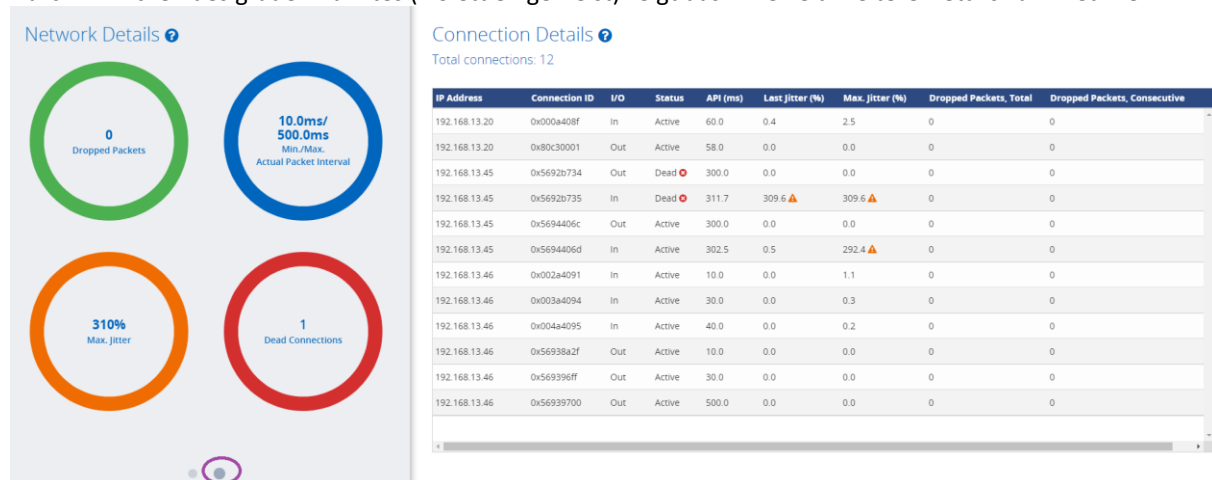 Network Details
0
Dropped Packets
10.0ms/
500.0ms
Min./Max.
Actual Packet Interval
310%
Max. Jitter
1
Dead Connections
Connection Details
Total connections: 12
IP Address Connection ID I/O Status API (ms) Last Jitter (%) Max. Jitter (%) Dropped Packets, Total Dropped Packets, Consecutive
192.168.13.20 0x000a408f In Active 60.0 0.4 2.5 0 0
192.168.13.20 0x80c30001 Out Active 58.0 0.0 0.0 0 0
192.168.13.45 0x5692b734 Out Dead 300.0 0.0 0.0 0 0
192.168.13.45 0x5692b735 In Dead 311.7 309.6 309.6 0 0
192.168.13.45 0x5694406c Out Active 300.0 0.0 0.0 0 0
192.168.13.45 0x5694406d In Active 302.5 0.5 292.4 0 0
192.168.13.46 0x002a4091 In Active 10.0 0.0 1.1 0 0
192.168.13.46 0x003a4094 In Active 30.0 0.0 0.3 0 0
192.168.13.46 0x004a4095 In Active 40.0 0.0 0.2 0 0
192.168.13.46 0x56938a2f Out Active 10.0 0.0 0.0 0 0
192.168.13.46 0x569396ff Out Active 30.0 0.0 0.0 0 0
192.168.13.46 0x56939700 Out Active 500.0 0.0 0.0 0 0